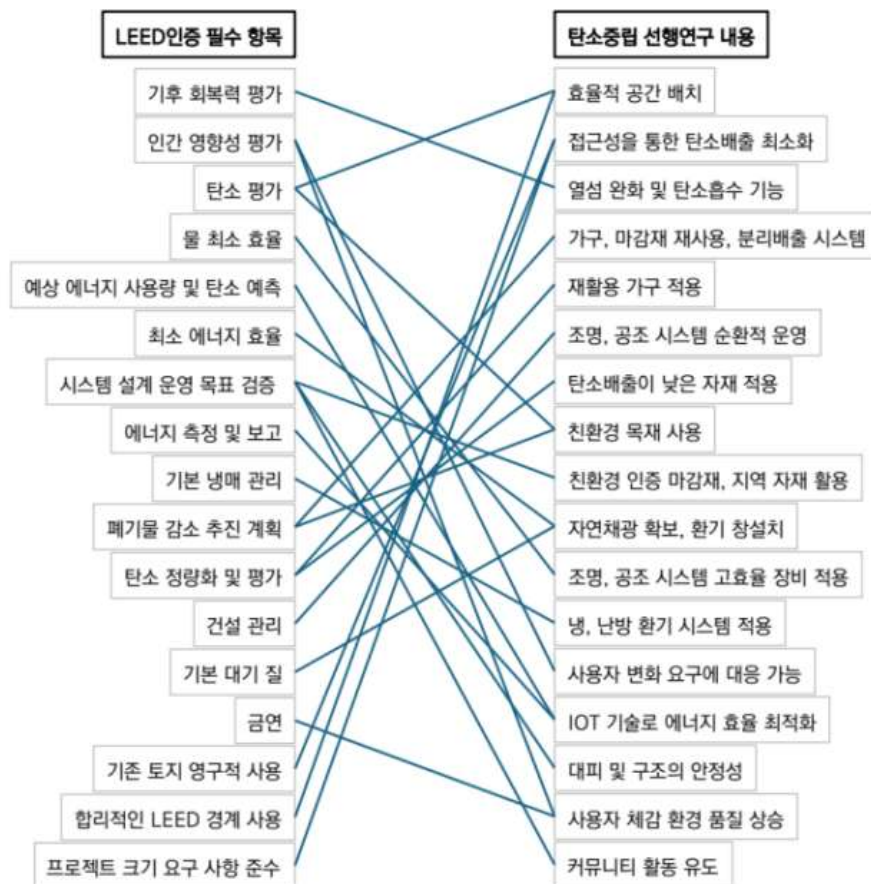 LEED인증 필수 항목
기후 회복력 평가
인간 영향성 평가
탄소 평가
물 최소 효율
예상 에너지 사용량 및 탄소 예측
최소 에너지 효율
시스템 설계 운영 목표 검증
에너지 측정 및 보고
기본 냉매 관리
폐기물 감소 추진 계획
탄소 정량화 및 평가
건설 관리
기본 대기 질
금연
기존 토지 영구적 사용
합리적인 LEED 경계 사용
프로젝트 크기 요구 사항 준수
탄소중립 선행연구 내용
효율적 공간 배치
접근성을 통한 탄소배출 최소화
열섬 완화 및 탄소흡수 기능
가구, 마감재 재사용, 분리배출 시스템
재활용 가구 적용
조명, 공조 시스템 순환적 운영
탄소배출이 낮은 자재 적용
친환경 목재 사용
친환경 인증 마감재, 지역 자재 활용
자연채광 확보, 환기 창설치
조명, 공조 시스템 고효율 장비 적용
냉, 난방 환기 시스템 적용
사용자 변화 요구에 대응 가능
IOT 기술로 에너지 효율 최적화
대피 및 구조의 안정성
사용자 체감 환경 품질 상승
커뮤니티 활동 유도